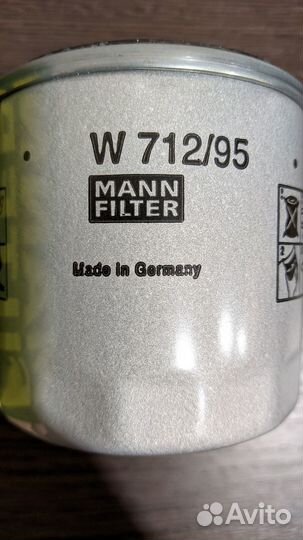 W 712/95
MANN
FILTER
Made in Germany
Avito